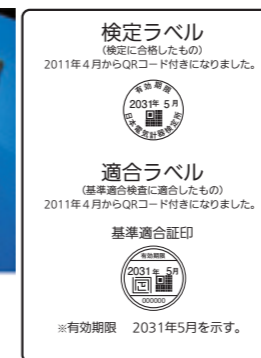 検定ラベル
(検定に合格したもの)
2011年4月からQRコード付きになりました。
有効期限
2031年 5月
日本電気計器検定所
適合ラベル
(基準適合検査に適合したもの)
2011年4月からQRコード付きになりました。
基準適合証印
有効期限
2031年 5月
000000
※有効期限 2031年5月を示す。